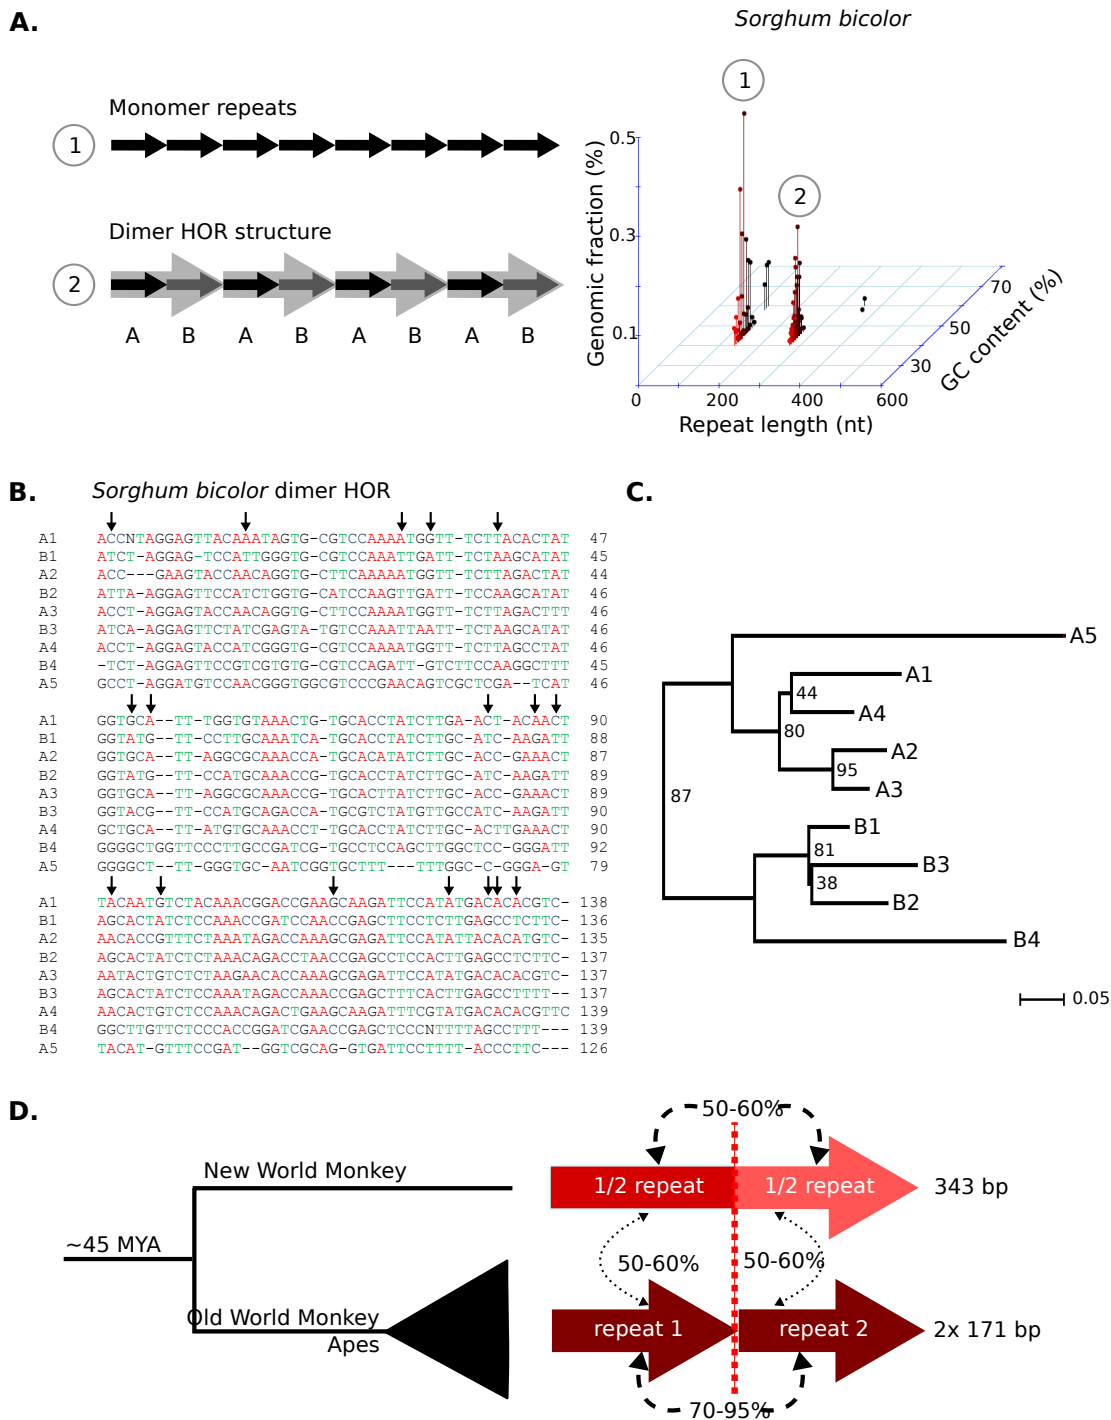 A.
Sorghum bicolor
1
Monomer repeats
1
2
Dimer HOR structure
2
A B A B A B A B
Genomic fraction (%)
0.5
0.3
0.1
0 200 400 600
Repeat length (nt)
30 50 70
GC content (%)
B.
Sorghum bicolor dimer HOR
A1 ACCNTAGGAGTTACAAATAGTG-CGTCCAAAATGGTT-TCTTACACTAT 47
B1 ATCT-AGGAG-TCCATTGGGTG-CGTCCAAATTGATT-TCTAAGCATAT 45
A2 ACC---GAAGTACCAACAGGTG-CTTCAAAAATGGTT-TCTTAGACTAT 44
B2 ATTA-AGGAGTTCCATCTGGTG-CATCCAAGTTGATT-TCCAAGCATAT 46
A3 ACCT-AGGAGTACCAACAGGTG-CTTCCAAAATGGTT-TCTTAGACTTT 46
B3 ATCA-AGGAGTTCTATCGAGTA-TGTCCAAATTAATT-TCTAAGCATAT 46
A4 ACCT-AGGAGTACCATCGGGTG-CGTCCAAAATGGTT-TCTTAGCCTAT 46
B4 -TCT-AGGAGTTCCGTCGTGTG-CGTCCAGATT-GTCTTCCAAGGCTTT 45
A5 GCCT-AGGATGTCCAACGGGTGGCGTCCCGAACAGTCGCTCGA--TCAT 46
A1 GGTGCA--TT-TGGTGTAAACTG-TGCACCTATCTTGA-ACT-ACAACT 90
B1 GGTATG--TT-CCTTGCAAATCA-TGCACCTATCTTGC-ATC-AAGATT 88
A2 GGTGCA--TT-AGGCGCAAACCA-TGCACATATCTTGC-ACC-GAAACT 87
B2 GGTATG--TT-CCATGCAAACCG-TGCACCTATCTTGC-ATC-AAGATT 89
A3 GGTGCA--TT-AGGCGCAAACCG-TGCACTTATCTTGC-ACC-GAAACT 89
B3 GGTACG--TT-CCATGCAGACCA-TGCGTCTATGTTGCCATC-AAGATT 90
A4 GCTGCA--TT-ATGTGCAAACCT-TGCACCTATCTTGC-ACTTGAAACT 90
B4 GGGGCTGGTTCCCTTGCCGATCG-TGCCTCCAGCTTGGCTCC-GGGATT 92
A5 GGGGCT--TT-GGGTGC-AATCGGTGCTTT---TTTGGC-C-GGGA-GT 79
A1 TACAATGTCTACAAACGGACCGAAGCAAGATTCCATATGACACACGTC- 138
B1 AGCACTATCTCCAAACGGACCAAACCGAGCTTCCTCTTGAGCCTCTTC- 136
A2 AACACCGTTTCTAAATAGACCAAAGCGAGATTCCATATTACACATGTC- 135
B2 AGCACTATCTCTAAACAGACCTAACCGAGCCTCCACTTGAGCCTCTTC- 137
A3 AATACTGTCTCTAAGAACACCAAAGCGAGATTCCATATGACACACGTC- 137
B3 AGCACTATCTCCAAATAGACCAAACCGAGCTTTCACTTGAGCCTTTT-- 137
A4 AACACTGTCTCCAAACAGACTGAAGCAAGATTTCGTATGACACACGTTC 139
B4 GGCTTGTTCTCCCACCGGATCGAACCGAGCTCCCNTTTTAGCCTTT--- 139
A5 TACAT-GTTTCCGAT--GGTCGCAG-GTGATTCCTTTT-ACCCTTC--- 126
C.
A5
A1
44
A4
80
A2
95
A3
87
B1
81
B3
38
B2
B4
0.05
D.
50-60%
New World Monkey
1/2 repeat 1/2 repeat 343 bp
~45 MYA
50-60% 50-60%
Old World Monkey
Apes
repeat 1 repeat 2 2x 171 bp
70-95%